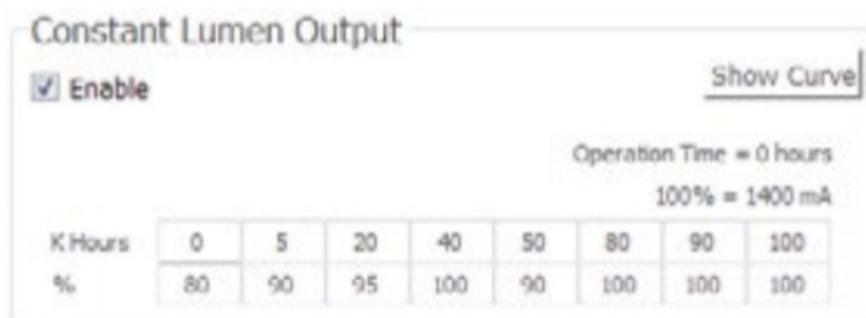 Constant Lumen Output
Enable
Show Curve
Operation Time = 0 hours
100% = 1400 mA
K Hours 0 5 20 40 50 80 90 100
% 80 90 95 100 90 100 100 100